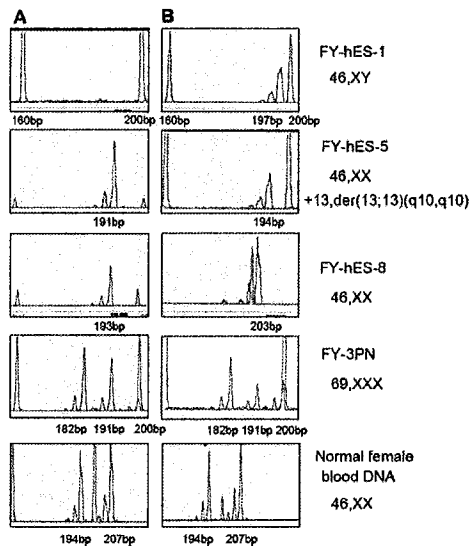 A B
FY-hES-1
46,XY
160bp 200bp 160bp 197bp 200bp
FY-hES-5
46,XX
+13,der(13;13)(q10,q10)
191bp 194bp
FY-hES-8
46,XX
193bp 203bp
FY-3PN
69,XXX
182bp 191bp 200bp 182bp 191bp 200bp
Normal female
blood DNA
46,XX
194bp 207bp 194bp 207bp